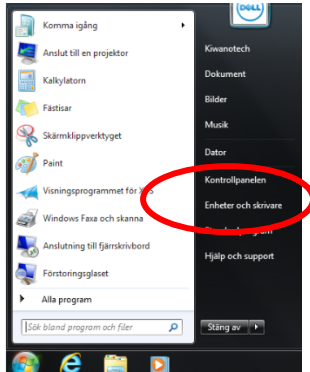 DELL
Komma igång
Anslut till en projektor
Kalkylatorn
Fästisar
Skärmklippverktyget
Paint
Visningsprogrammet för
Windows Faxa och skanna
Anslutning till fjärrskrivbord
Förstoringsglaset
Alla program
Sök bland program och filer
Kiwanotech
Dokument
Bilder
Musik
Dator
Kontrollpanelen
Enheter och skrivare
Hjälp och support
Stäng av